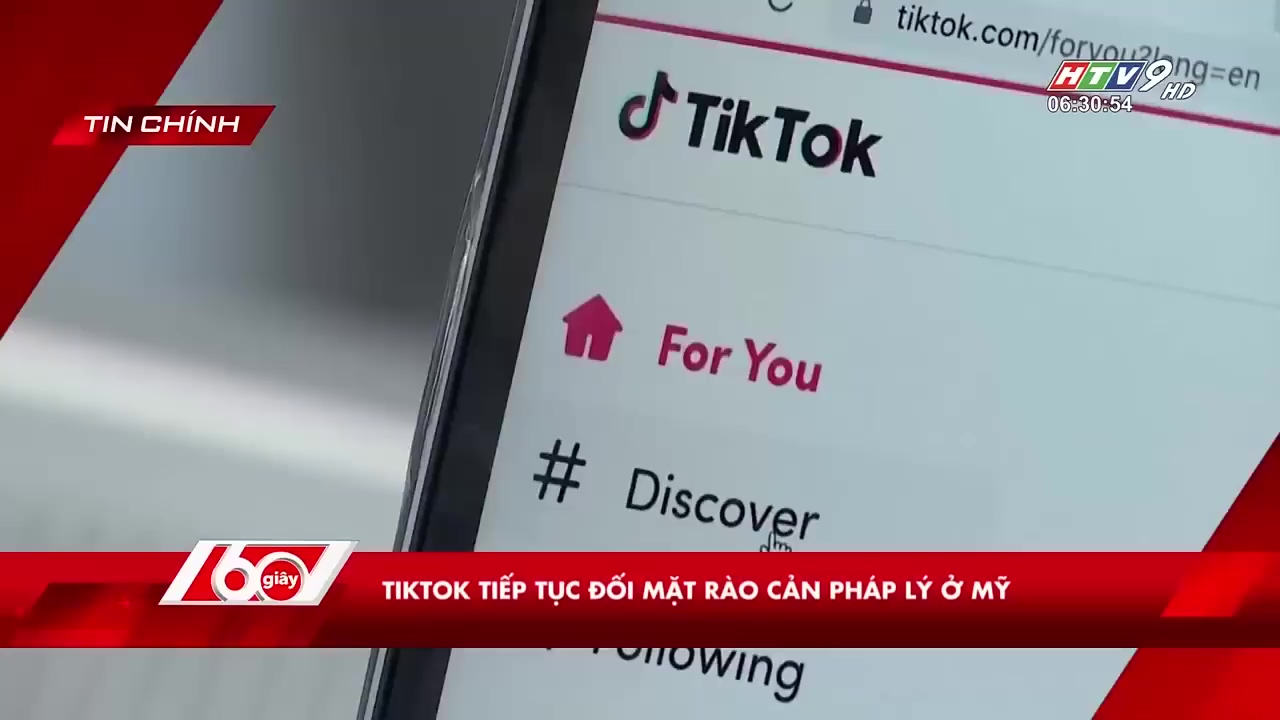 tiktok.com/foryou?lang=en
HTV9 HD
06:30:54
TIN CHÍNH
TikTok
For You
# Discover
60 giây
TIKTOK TIẾP TỤC ĐỐI MẶT RÀO CẢN PHÁP LÝ Ở MỸ
Following